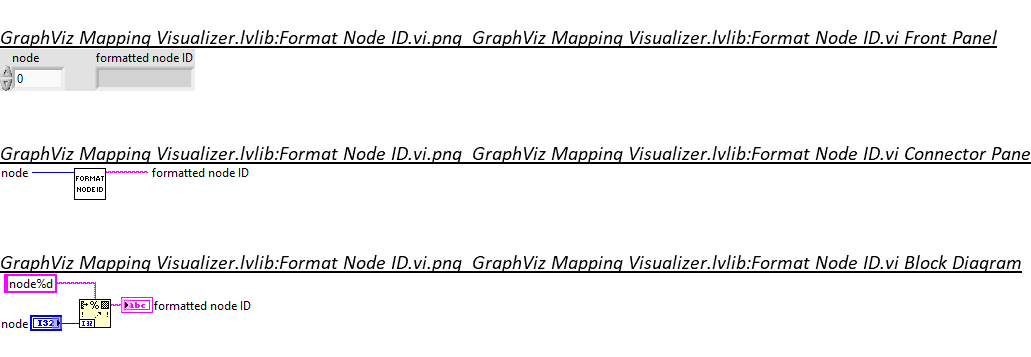 GraphViz Mapping Visualizer.lvlib:Format Node ID.vi.png  GraphViz Mapping Visualizer.lvlib:Format Node ID.vi Front Panel
node formatted node ID
0
GraphViz Mapping Visualizer.lvlib:Format Node ID.vi.png  GraphViz Mapping Visualizer.lvlib:Format Node ID.vi Connector Pane
node formatted node ID
FORMAT
NODE ID
GraphViz Mapping Visualizer.lvlib:Format Node ID.vi.png  GraphViz Mapping Visualizer.lvlib:Format Node ID.vi Block Diagram
node%d
%
abc formatted node ID
node I32 I32